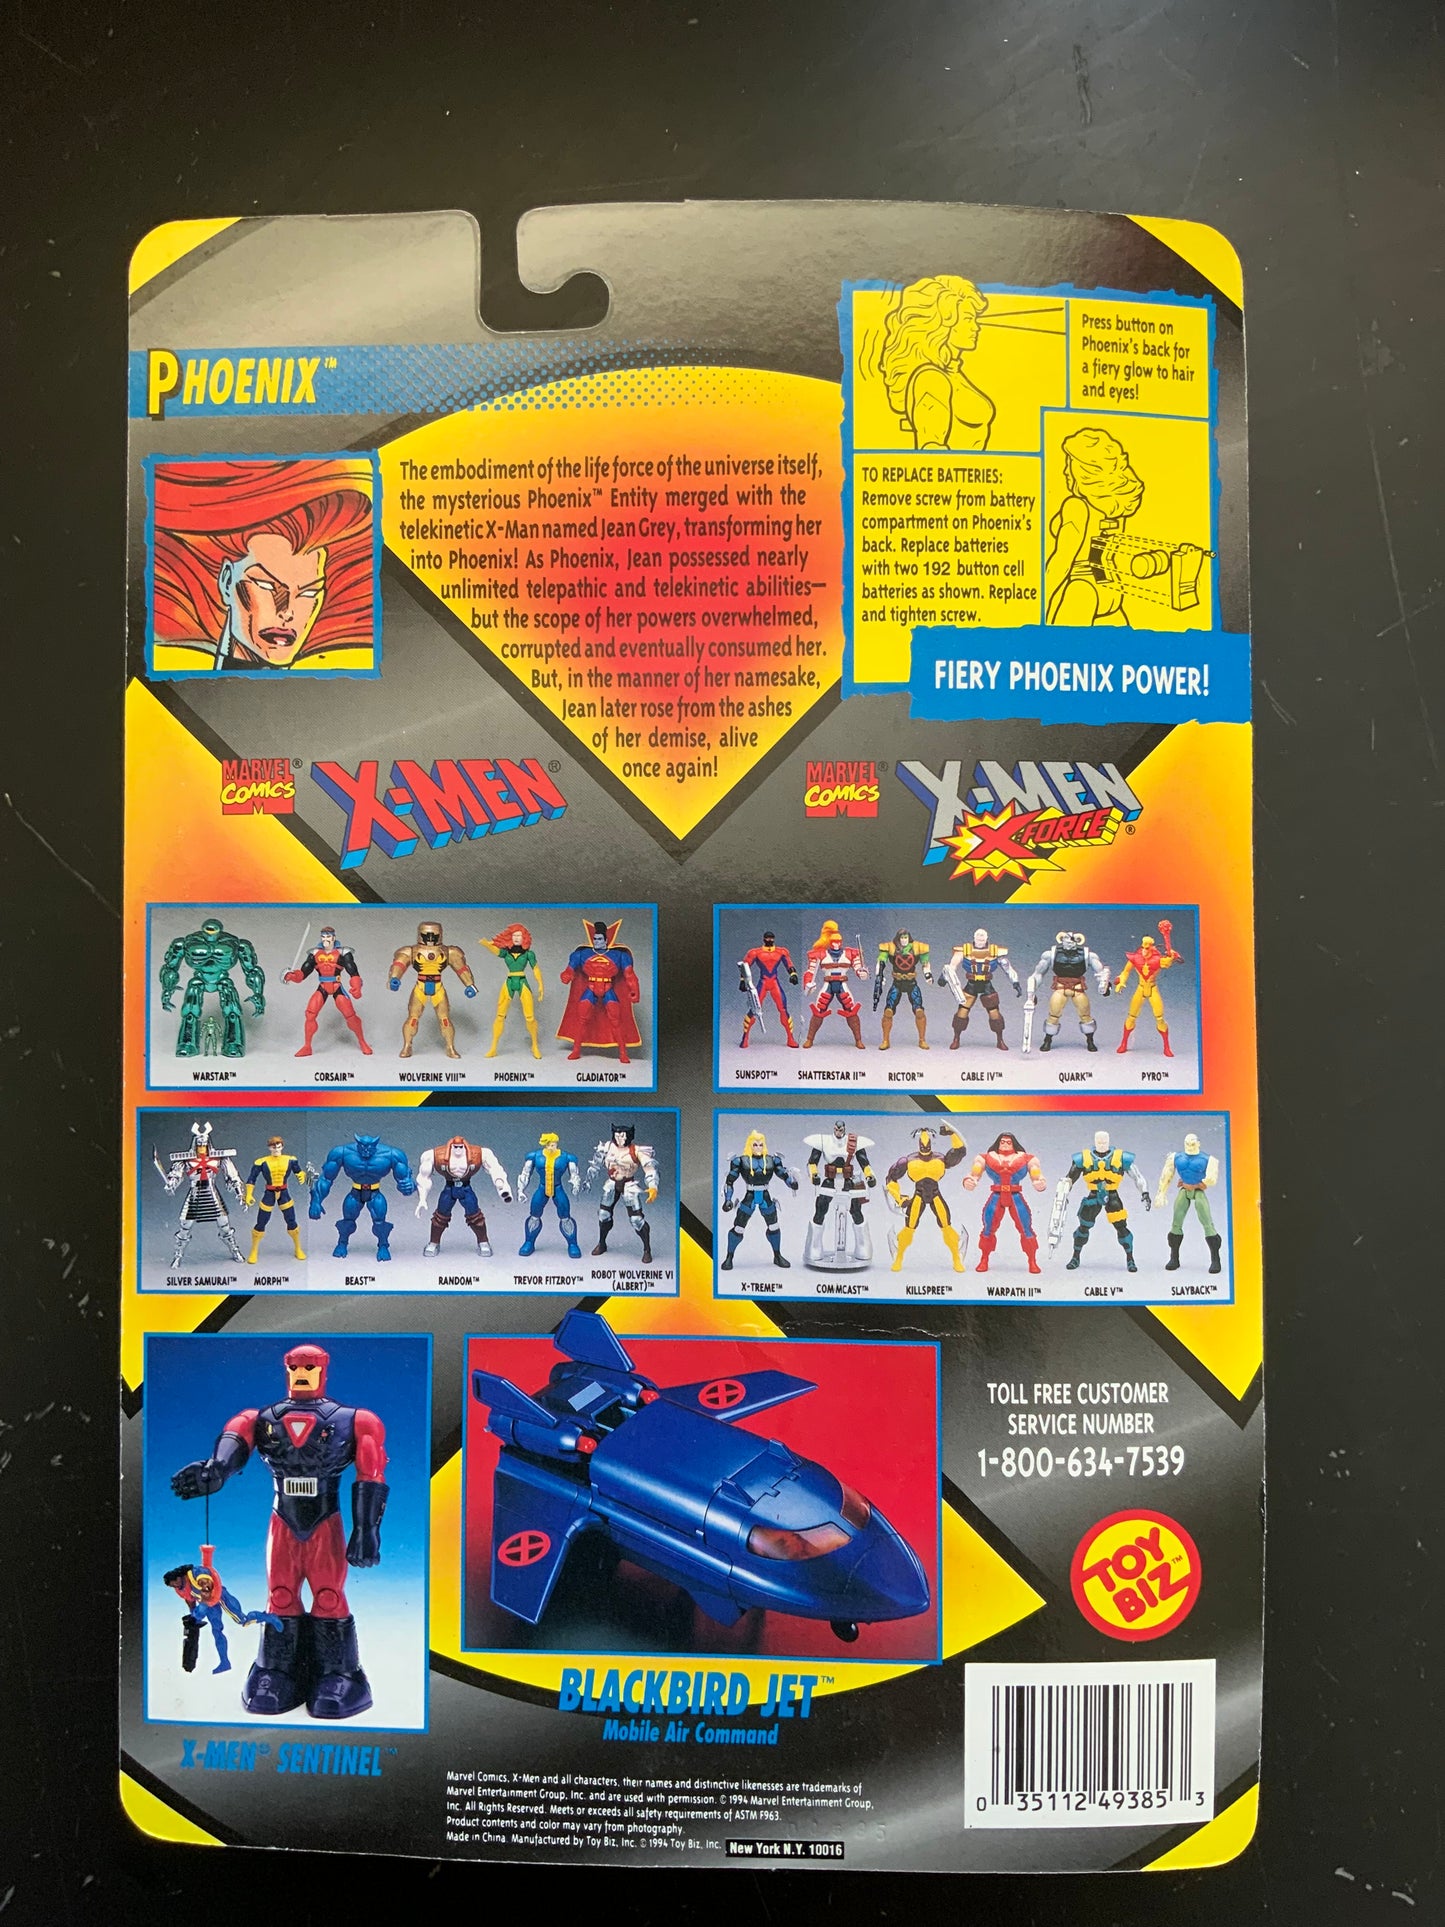 PHOENIX™
The embodiment of the life force of the universe itself,
the mysterious Phoenix™ Entity merged with the
telekinetic X-Man named Jean Grey, transforming her
into Phoenix! As Phoenix, Jean possessed nearly
unlimited telepathic and telekinetic abilities—
but the scope of her powers overwhelmed,
corrupted and eventually consumed her.
But, in the manner of her namesake,
Jean later rose from the ashes
of her demise, alive
once again!
Press button on
Phoenix's back for
a fiery glow to hair
and eyes!
TO REPLACE BATTERIES:
Remove screw from battery
compartment on Phoenix's
back. Replace batteries
with two 192 button cell
batteries as shown. Replace
and tighten screw.
FIERY PHOENIX POWER!
MARVEL®
COMICS
M
X-MEN®
MARVEL®
COMICS
M
X-MEN
X-FORCE®
WARSTAR™ CORSAIR™ WOLVERINE VIII™ PHOENIX™ GLADIATOR™
SUNSPOT™ SHATTERSTAR II™ RICTOR™ CABLE IV™ QUARK™ PYRO™
SILVER SAMURAI™ MORPH™ BEAST™ RANDOM™ TREVOR FITZROY™ ROBOT WOLVERINE VI
(ALBERT)™
X-TREME™ COMMCAST™ KILLSPREE™ WARPATH II™ CABLE V™ SLAYBACK™
TOLL FREE CUSTOMER
SERVICE NUMBER
1-800-634-7539
TOY
BIZ™
BLACKBIRD JET™
Mobile Air Command
X-MEN® SENTINEL™
Marvel Comics, X-Men and all characters, their names and distinctive likenesses are trademarks of
Marvel Entertainment Group, Inc. and are used with permission. © 1994 Marvel Entertainment Group,
Inc. All Rights Reserved. Meets or exceeds all safety requirements of ASTM F963.
Product contents and color may vary from photography.
Made in China. Manufactured by Toy Biz, Inc. © 1994 Toy Biz, Inc. New York N.Y. 10016
0 35112 49385 3